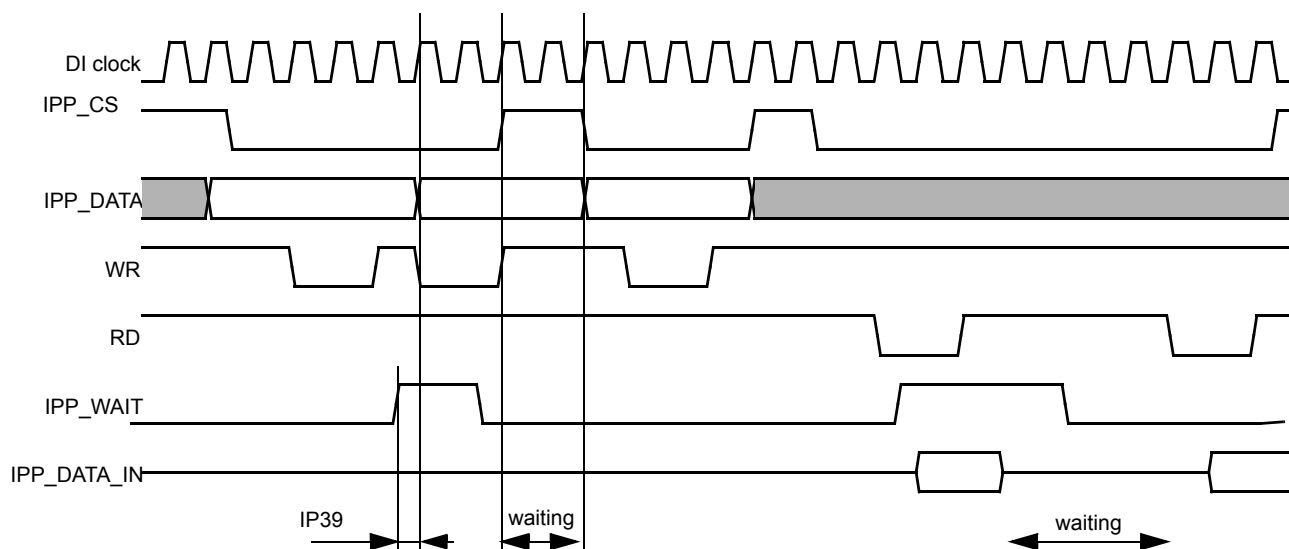 DI clock
IPP_CS
IPP_DATA
WR
RD
IPP_WAIT
IPP_DATA_IN
IP39
waiting
waiting